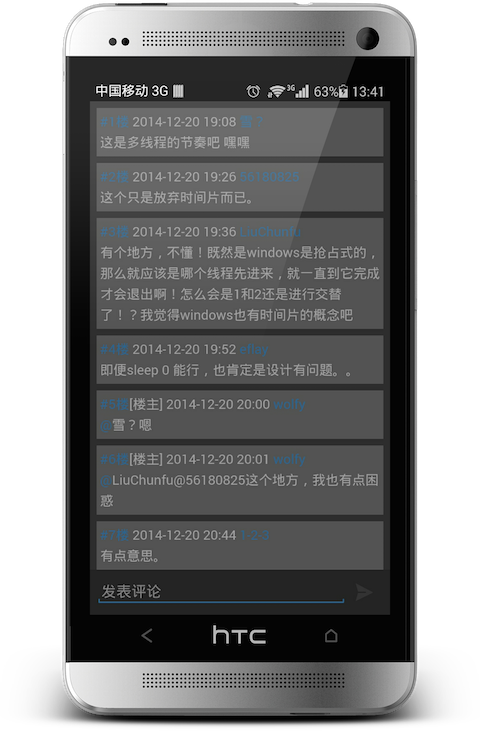 中国移动 3G 3G 63% 13:41
#1楼 2014-12-20 19:08 雪？
这是多线程的节奏吧 嘿嘿
#2楼 2014-12-20 19:26 56180825
这个只是放弃时间片而已。
#3楼 2014-12-20 19:36 LiuChunfu
有个地方，不懂！既然是windows是抢占式的，
那么就应该是哪个线程先进来，就一直到它完成
才会退出啊！怎么会是1和2还是进行交替
了！？我觉得windows也有时间片的概念吧
#4楼 2014-12-20 19:52
即便sleep 0 能行，也肯定是设计有问题。。
#5楼[楼主] 2014-12-20 20:00 wolfy
@雪？嗯
#6楼[楼主] 2014-12-20 20:01 wolfy
@LiuChunfu@56180825这个地方，我也有点困
惑
#7楼 2014-12-20 20:44 1-2-3
有点意思。
发表评论
hTC